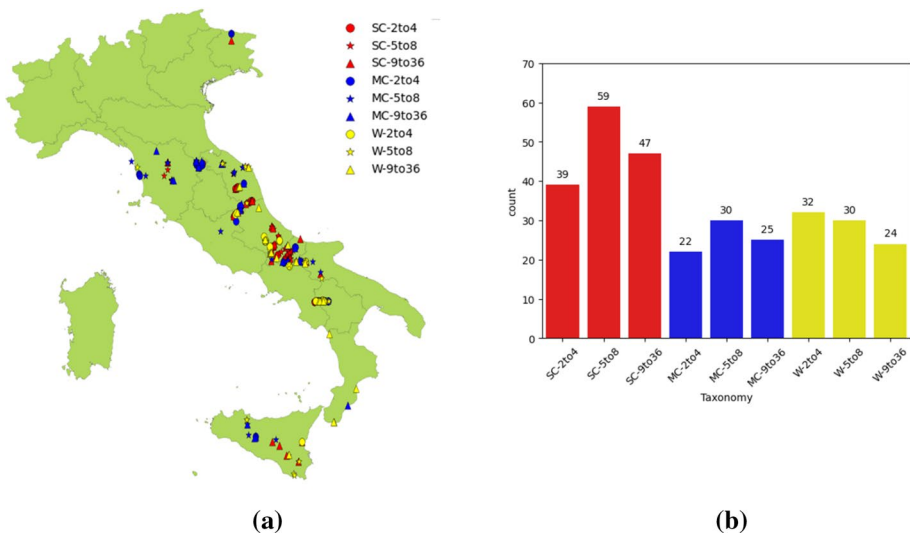 SC-2to4
SC-5to8
SC-9to36
MC-2to4
MC-5to8
MC-9to36
W-2to4
W-5to8
W-9to36
(a)
70
60
50
40
30
20
10
0
count
39
59
47
22
30
25
32
30
24
SC-2to4
SC-5to8
SC-9to36
MC-2to4
MC-5to8
MC-9to36
W-2to4
W-5to8
W-9to36
Taxonomy
(b)